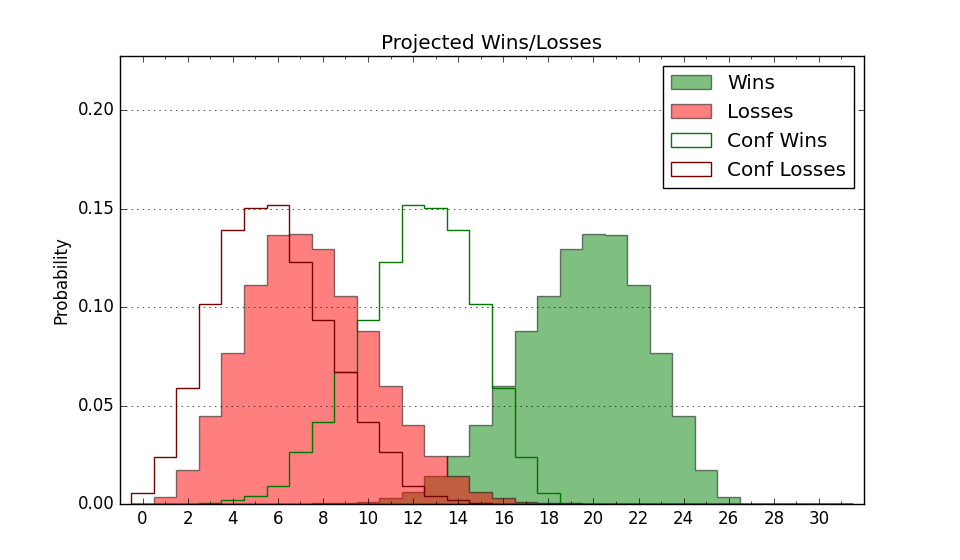 Projected Wins/Losses
Wins
Losses
Conf Wins
Conf Losses
Probability
0.20
0.15
0.10
0.05
0.00
0 2 4 6 8 10 12 14 16 18 20 22 24 26 28 30